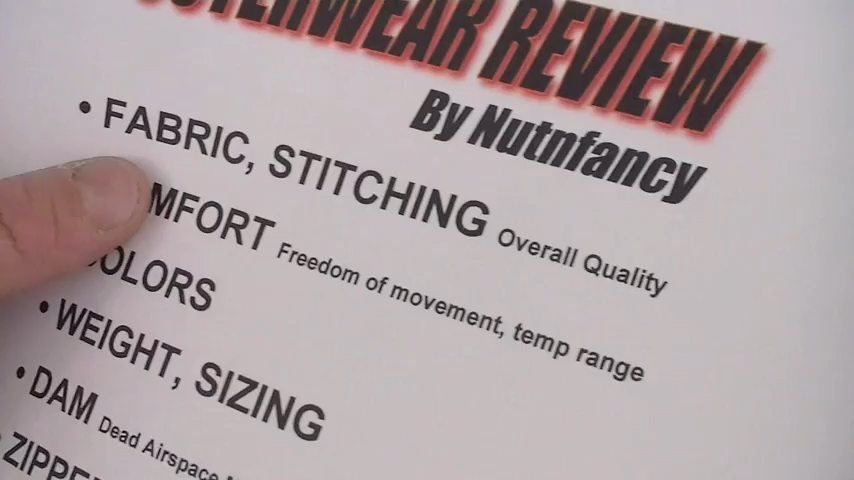 REVIEW
By Nutnfancy
• FABRIC, STITCHING Overall Quality
MFORT Freedom of movement, temp range
OLORS
• WEIGHT, SIZING
• DAM Dead Airspace
ZIPPE